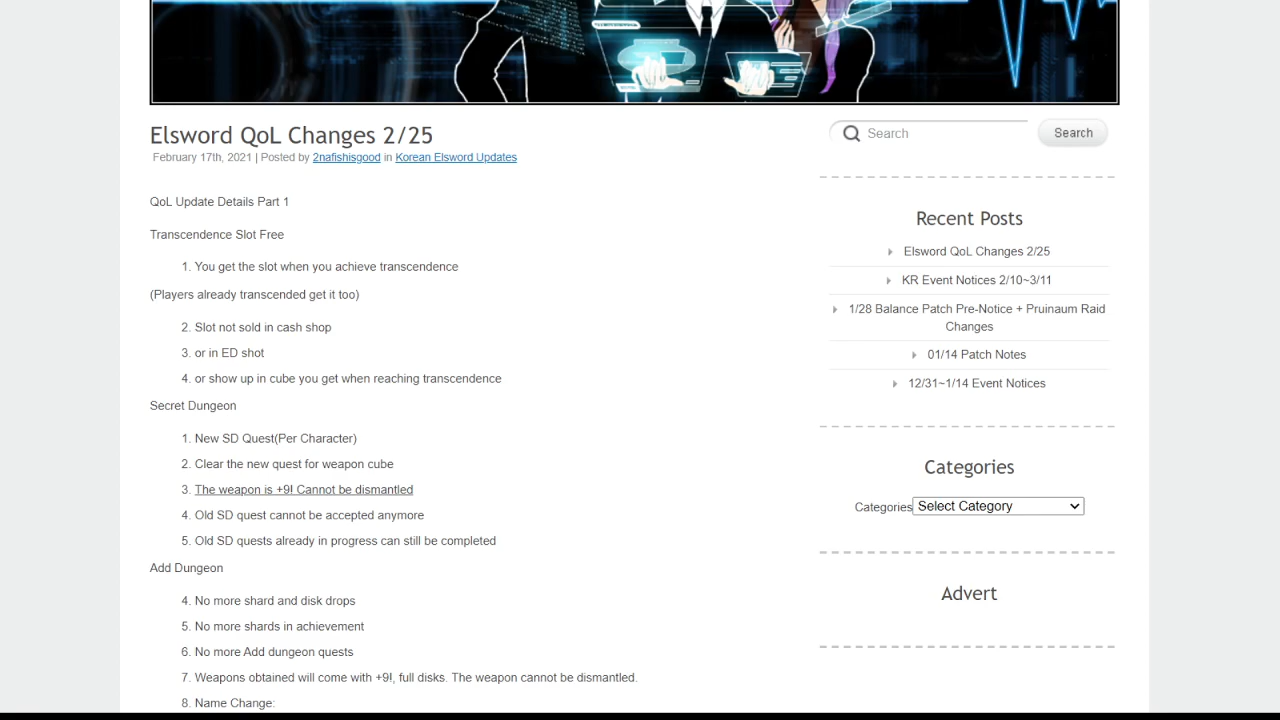 Elsword QoL Changes 2/25
February 17th, 2021 | Posted by 2nafishisgood in Korean Elsword Updates
QoL Update Details Part 1
Transcendence Slot Free
1. You get the slot when you achieve transcendence
(Players already transcended get it too)
2. Slot not sold in cash shop
3. or in ED shot
4. or show up in cube you get when reaching transcendence
Secret Dungeon
1. New SD Quest(Per Character)
2. Clear the new quest for weapon cube
3. The weapon is +9! Cannot be dismantled
4. Old SD quest cannot be accepted anymore
5. Old SD quests already in progress can still be completed
Add Dungeon
4. No more shard and disk drops
5. No more shards in achievement
6. No more Add dungeon quests
7. Weapons obtained will come with +9!, full disks. The weapon cannot be dismantled.
8. Name Change:
Search
Search
Recent Posts
Elsword QoL Changes 2/25
KR Event Notices 2/10~3/11
1/28 Balance Patch Pre-Notice + Pruinaum Raid
Changes
01/14 Patch Notes
12/31~1/14 Event Notices
Categories
Categories Select Category
Advert